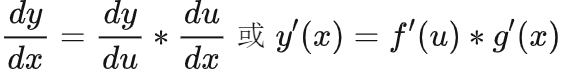 dy/dx = dy/du * du/dx 或 y′(x) = f′(u) * g′(x)